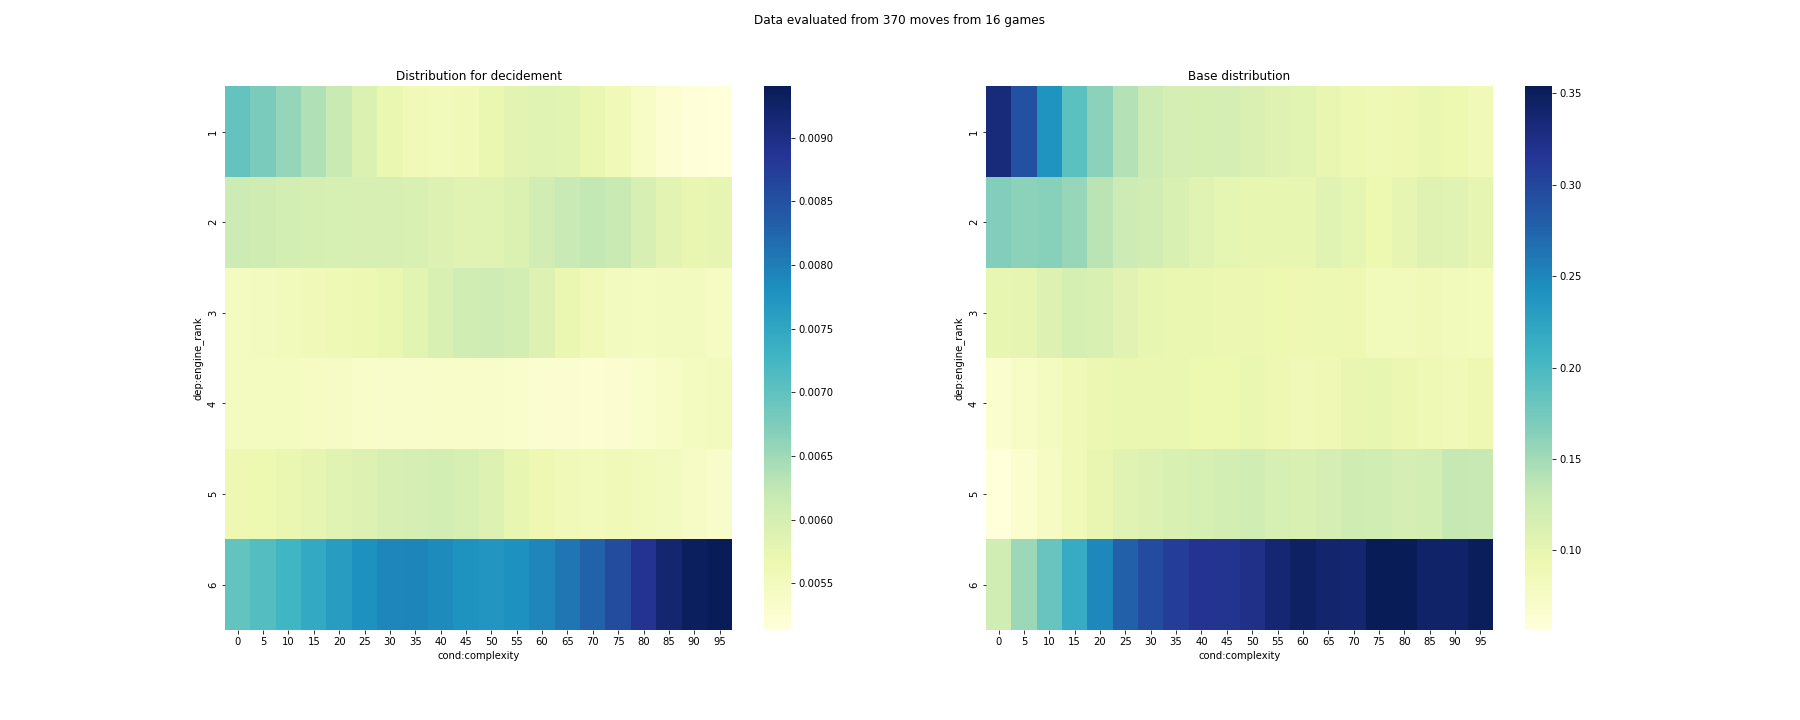 Data evaluated from 370 moves from 16 games
Distribution for decidement
dep:engine_rank
1
2
3
4
5
6
0 5 10 15 20 25 30 35 40 45 50 55 60 65 70 75 80 85 90 95
cond:complexity
0.0090
0.0085
0.0080
0.0075
0.0070
0.0065
0.0060
0.0055
Base distribution
dep:engine_rank
1
2
3
4
5
6
0 5 10 15 20 25 30 35 40 45 50 55 60 65 70 75 80 85 90 95
cond:complexity
0.35
0.30
0.25
0.20
0.15
0.10